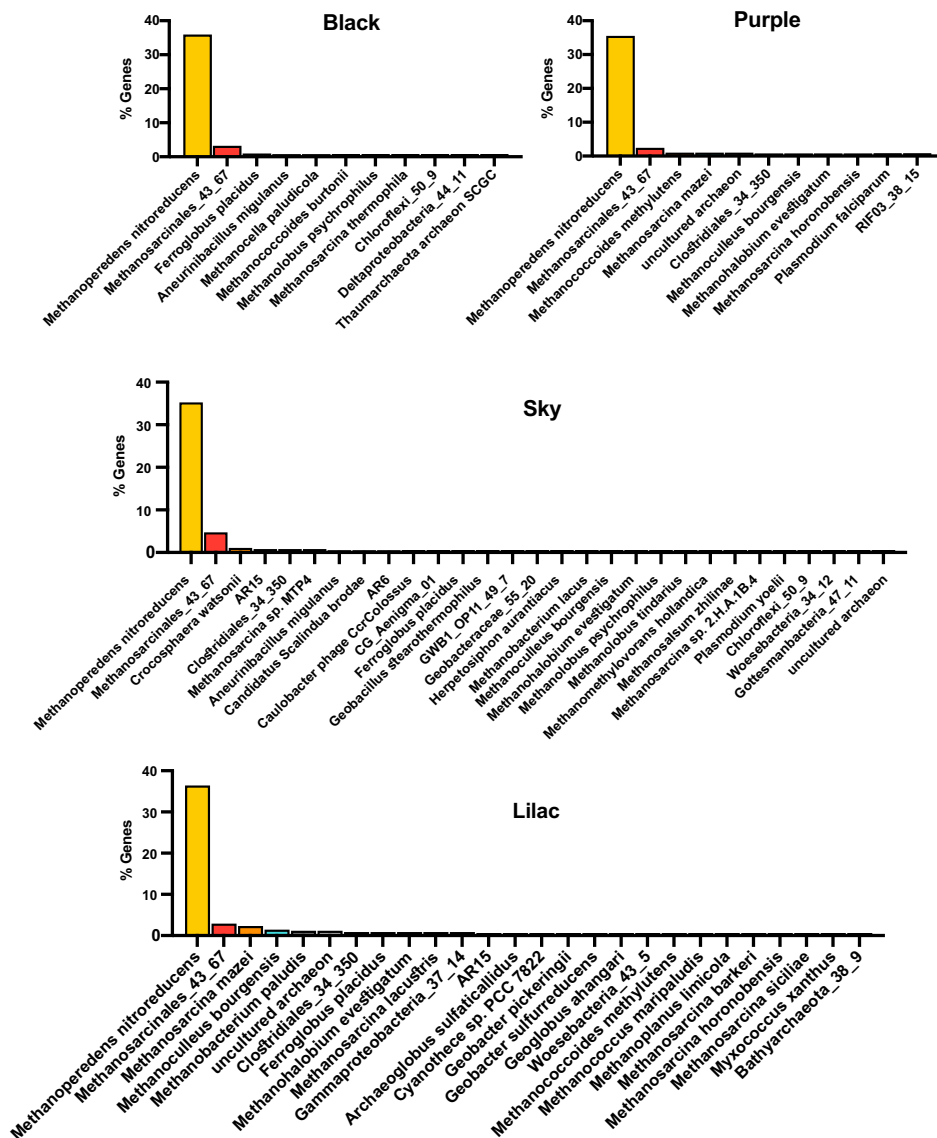 Black
% Genes
40
30
20
10
0
Methanoperedens nitroreducens
Methanosarcinales_43_67
Ferroglobus placidus
Aneurinibacillus migulanus
Methanocella paludicola
Methanococcoides burtonii
Methanolobus psychrophilus
Methanosarcina thermophila
Chloroflexi_50_9
Deltaproteobacteria_44_11
Thaumarchaeota archaeon SCGC
Purple
% Genes
40
30
20
10
0
Methanoperedens nitroreducens
Methanosarcinales_43_67
Methanococcoides methylutens
Methanosarcina mazei
uncultured archaeon
Clostridiales_34_350
Methanoculleus bourgensis
Methanohalobium evestigatum
Methanosarcina horonobensis
Plasmodium falciparum
RIF03_38_15
Sky
% Genes
40
30
20
10
0
Methanoperedens nitroreducens
Methanosarcinales_43_67
Crocosphaera watsonii
AR15
Clostridiales_34_350
Methanosarcina sp. MTP4
Aneurinibacillus migulanus
Candidatus Scalindua brodae
AR6
Caulobacter phage CcrColossus
CG_Aenigma_01
Ferroglobus placidus
Geobacillus stearothermophilus
GWB1_OP11_49_7
Geobacteraceae_55_20
Herpetosiphon aurantiacus
Methanobacterium lacus
Methanoculleus bourgensis
Methanohalobium evestigatum
Methanolobus psychrophilus
Methanolobus tindarius
Methanomethylovorans hollandica
Methanosalsum zhilinae
Methanosarcina sp. 2.H.A.1B.4
Plasmodium yoelii
Chloroflexi_50_9
Woesebacteria_34_12
Gottesmanbacteria_47_11
uncultured archaeon
Lilac
% Genes
40
30
20
10
0
Methanoperedens nitroreducens
Methanosarcinales_43_67
Methanosarcina mazei
Methanoculleus bourgensis
Methanobacterium paludis
uncultured archaeon
Clostridiales_34_350
Ferroglobus placidus
Methanohalobium evestigatum
Methanosarcina lacustris
Gammaproteobacteria_37_14
AR15
Archaeoglobus sulfaticallidus
Cyanothece sp. PCC 7822
Geobacter pickeringii
Geobacter sulfurreducens
Geoglobus ahangari
Woesebacteria_43_5
Methanococcoides methylutens
Methanococcus maripaludis
Methanoplanus limicola
Methanosarcina barkeri
Methanosarcina horonobensis
Methanosarcina siciliae
Myxococcus xanthus
Bathyarchaeota_38_9